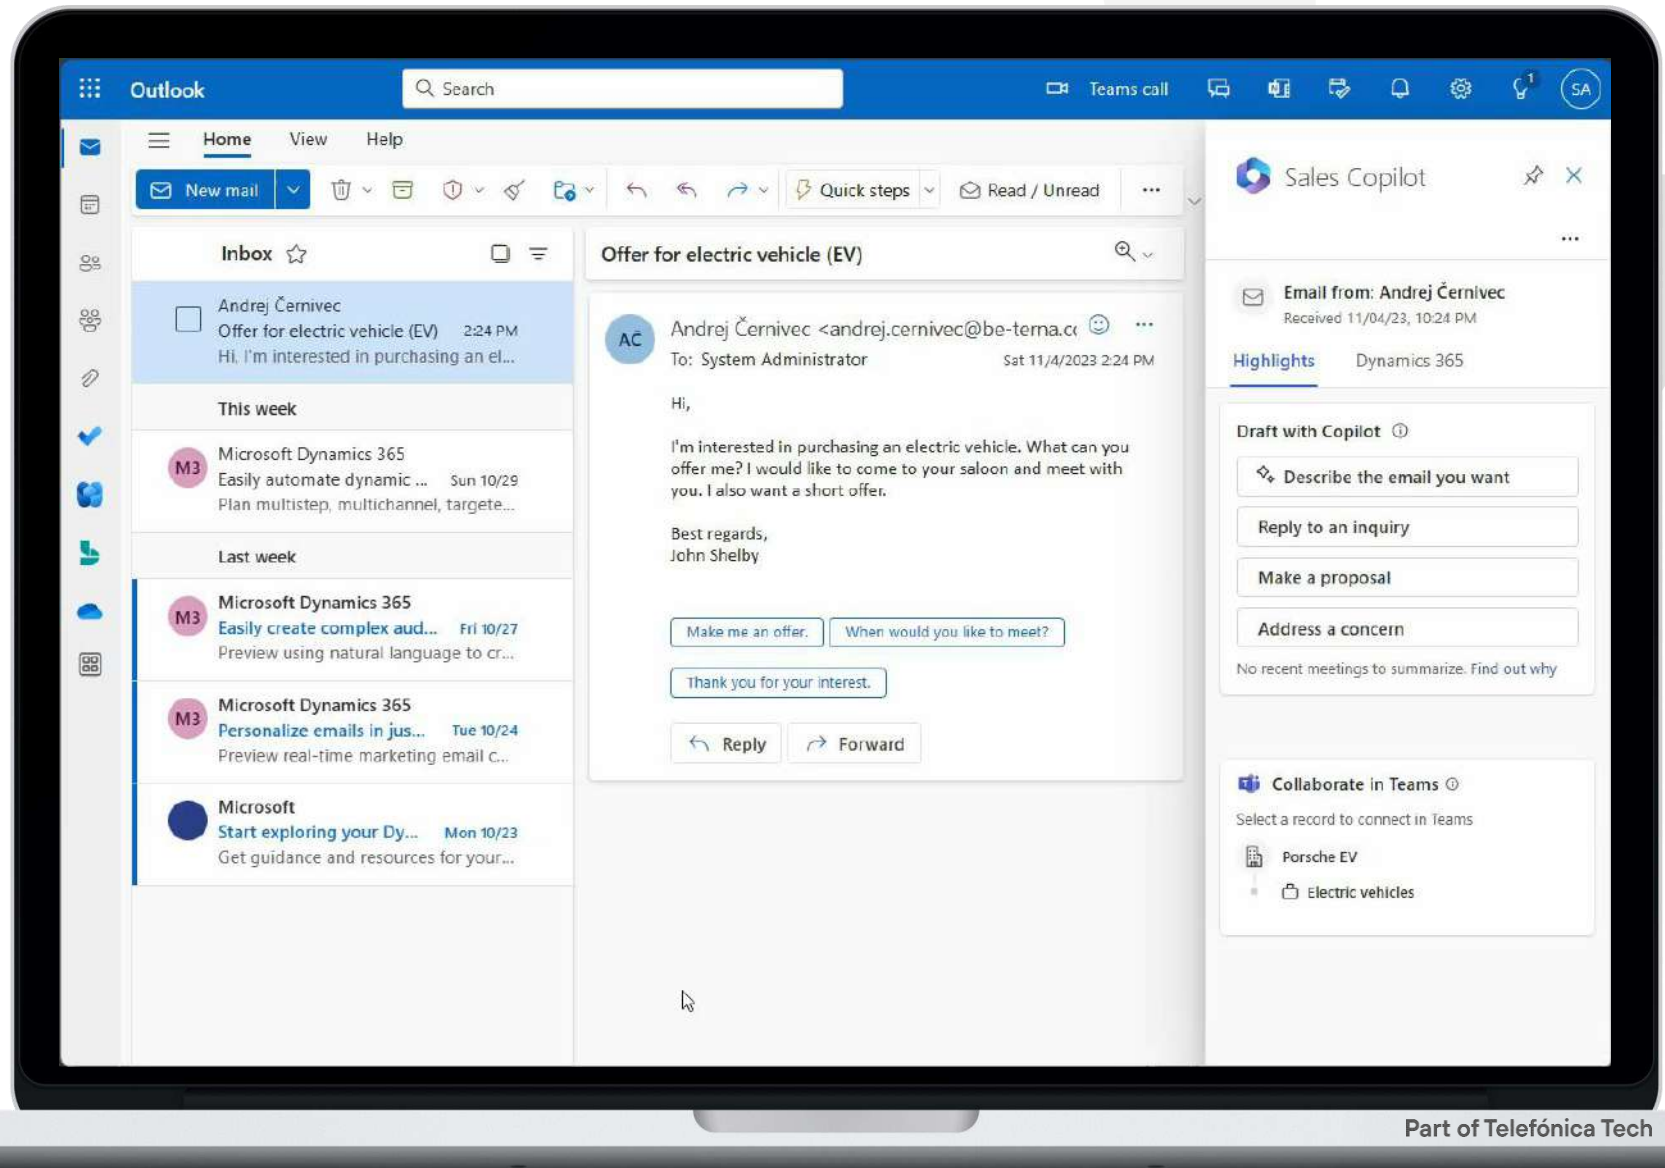 Outlook
Search
Teams call
1
SA
Home
View
Help
New mail
Quick steps
Read / Unread
Inbox
Andrej Černivec
Offer for electric vehicle (EV) 2:24 PM
Hi, I'm interested in purchasing an el...
This week
M3
Microsoft Dynamics 365
Easily automate dynamic ... Sun 10/29
Plan multistep, multichannel, targete...
Last week
M3
Microsoft Dynamics 365
Easily create complex aud... Fri 10/27
Preview using natural language to cr...
M3
Microsoft Dynamics 365
Personalize emails in jus... Tue 10/24
Preview real-time marketing email c...
Microsoft
Start exploring your Dy... Mon 10/23
Get guidance and resources for your...
Offer for electric vehicle (EV)
AČ
Andrej Černivec <andrej.cernivec@be-terna.cc
To: System Administrator Sat 11/4/2023 2:24 PM
Hi,
I'm interested in purchasing an electric vehicle. What can you
offer me? I would like to come to your saloon and meet with
you. I also want a short offer.
Best regards,
John Shelby
Make me an offer.
When would you like to meet?
Thank you for your interest.
Reply
Forward
Sales Copilot
Email from: Andrej Černivec
Received 11/04/23, 10:24 PM
Highlights
Dynamics 365
Draft with Copilot
Describe the email you want
Reply to an inquiry
Make a proposal
Address a concern
No recent meetings to summarize. Find out why
Collaborate in Teams
Select a record to connect in Teams
Porsche EV
Electric vehicles
Part of Telefónica Tech